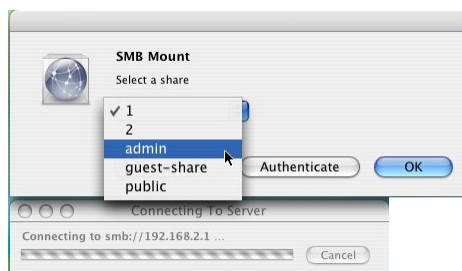 SMB Mount
Select a share
✓ 1
2
admin
guest-share
public
Authenticate
OK
Connecting To Server
Connecting to smb://192.168.2.1 ...
Cancel